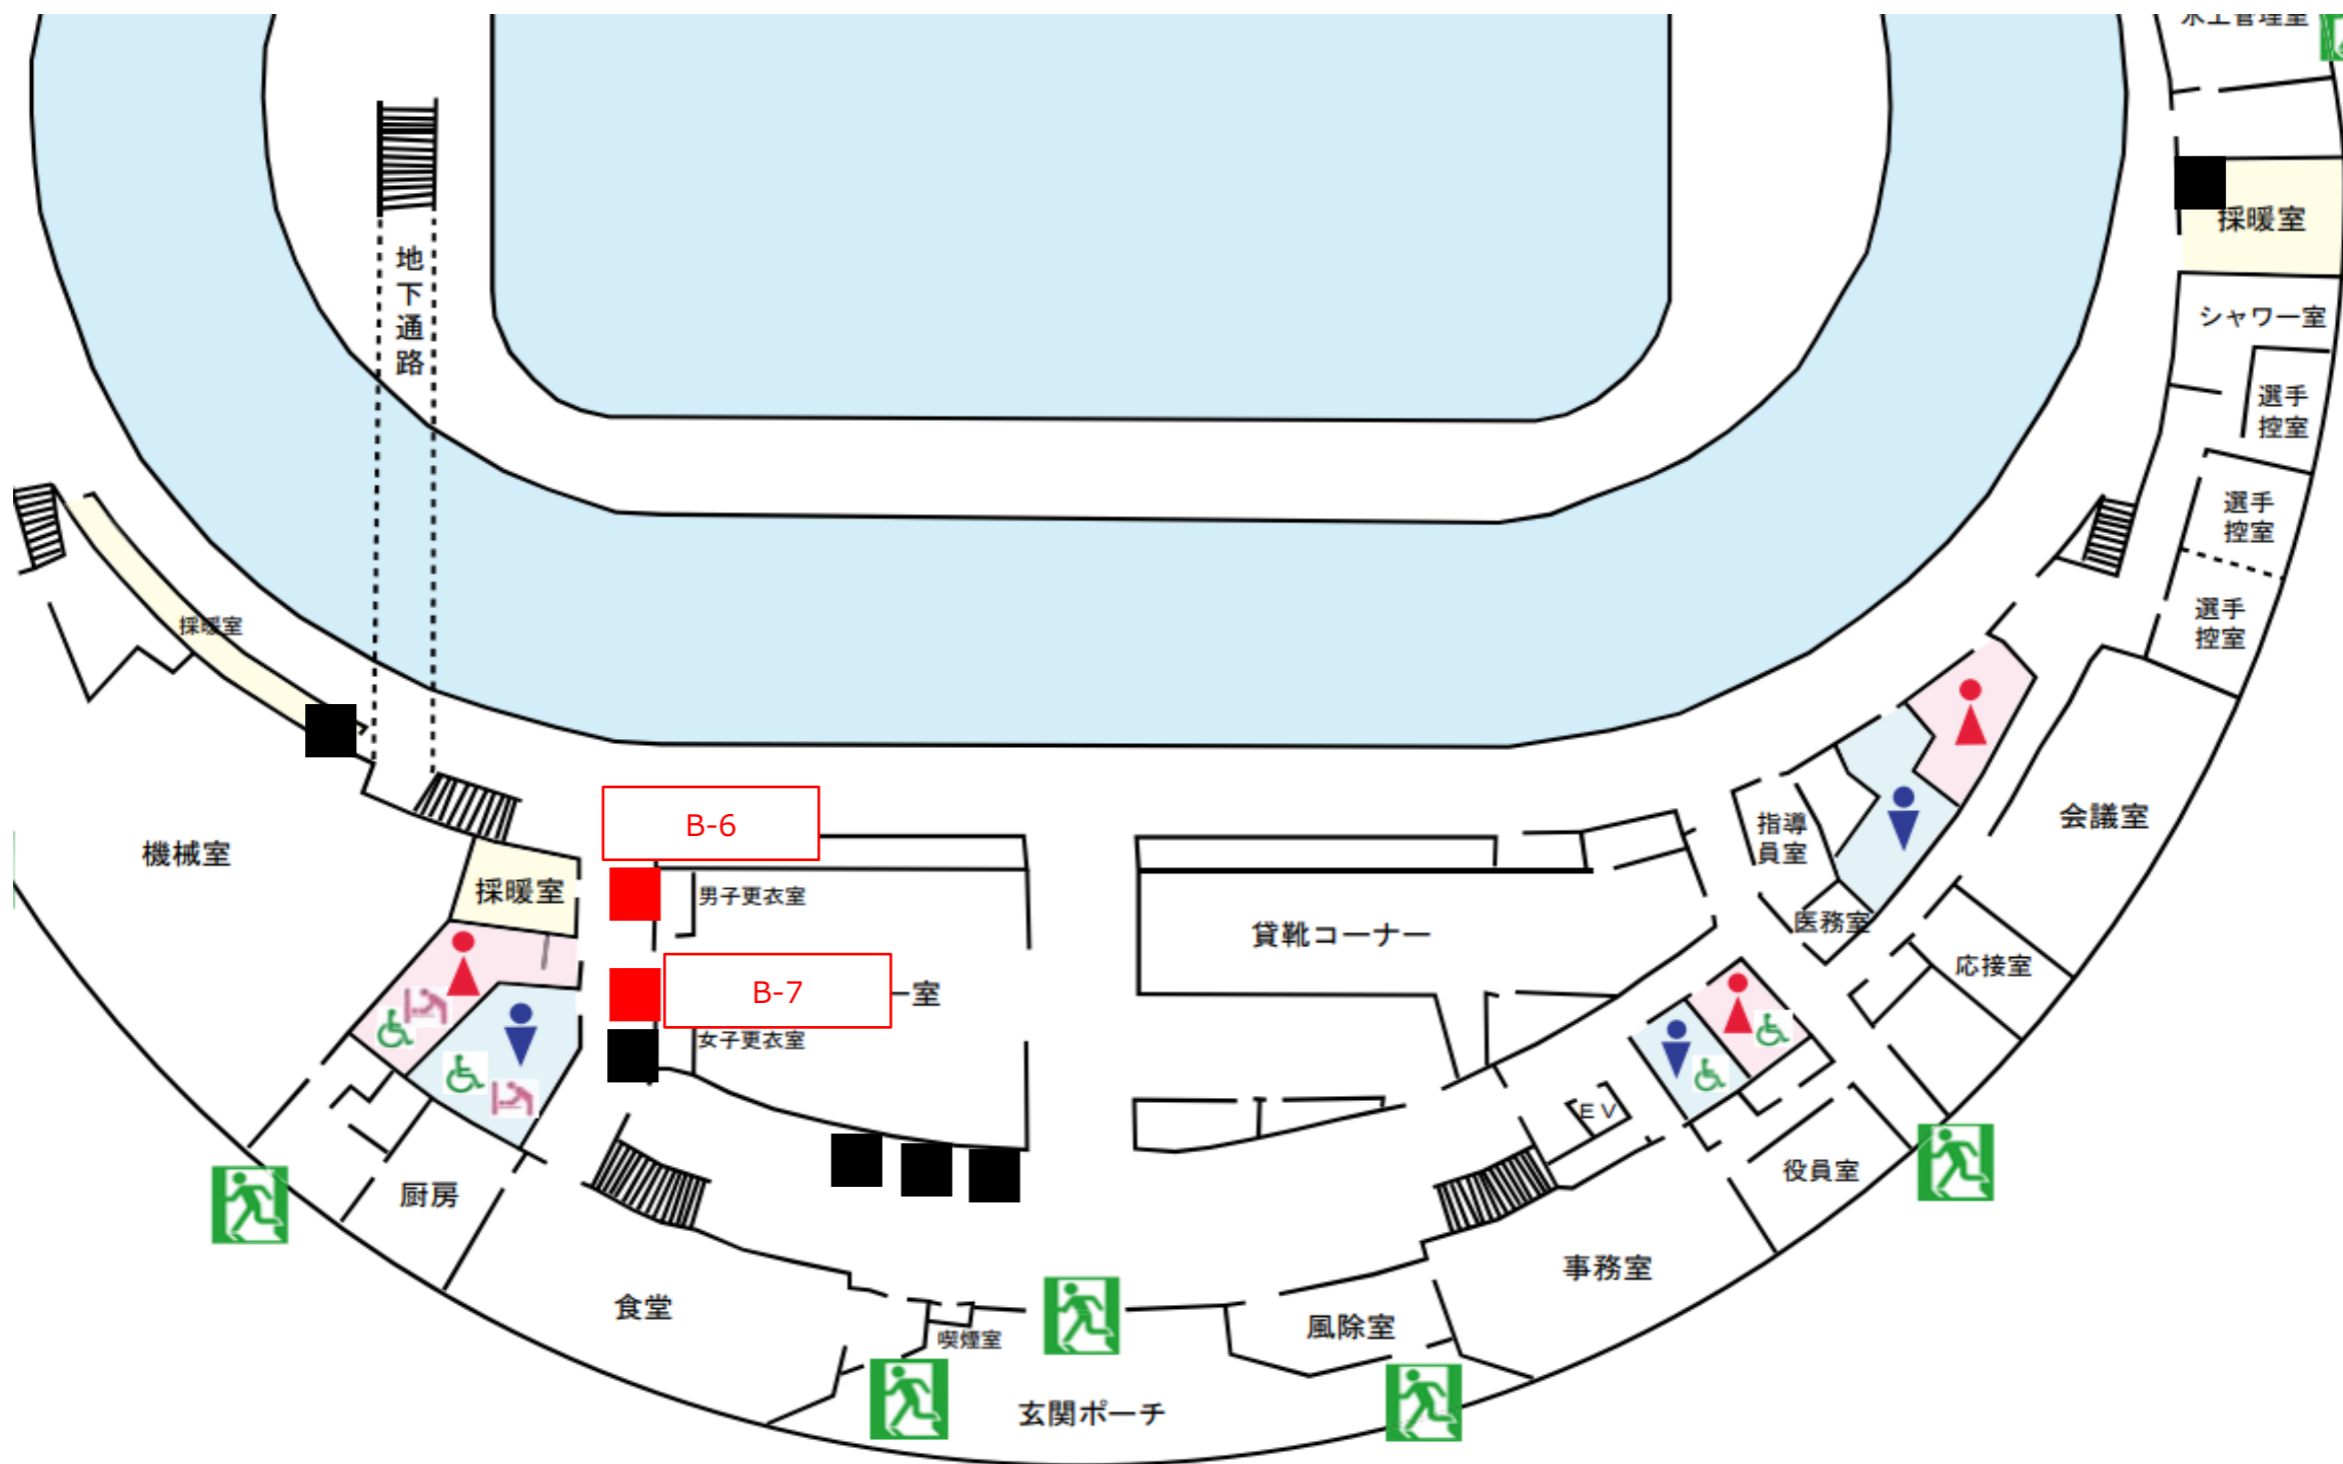 地
下
通
路
採暖室
シャワー室
選手
控室
選手
控室
選手
控室
採暖室
機械室
採暖室
B-6
男子更衣室
B-7
ー室
女子更衣室
貸靴コーナー
指導
員室
医務室
会議室
応接室
EV
役員室
事務室
厨房
食堂
喫煙室
風除室
玄関ポーチ